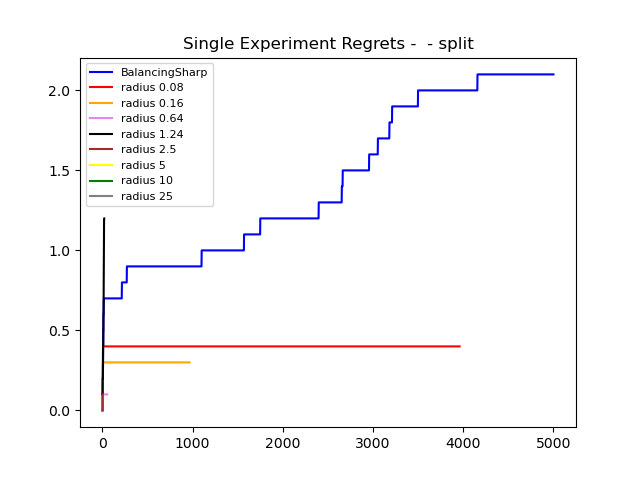 Single Experiment Regrets -  - split
BalancingSharp
radius 0.08
radius 0.16
radius 0.64
radius 1.24
radius 2.5
radius 5
radius 10
radius 25
2.0
1.5
1.0
0.5
0.0
0 1000 2000 3000 4000 5000